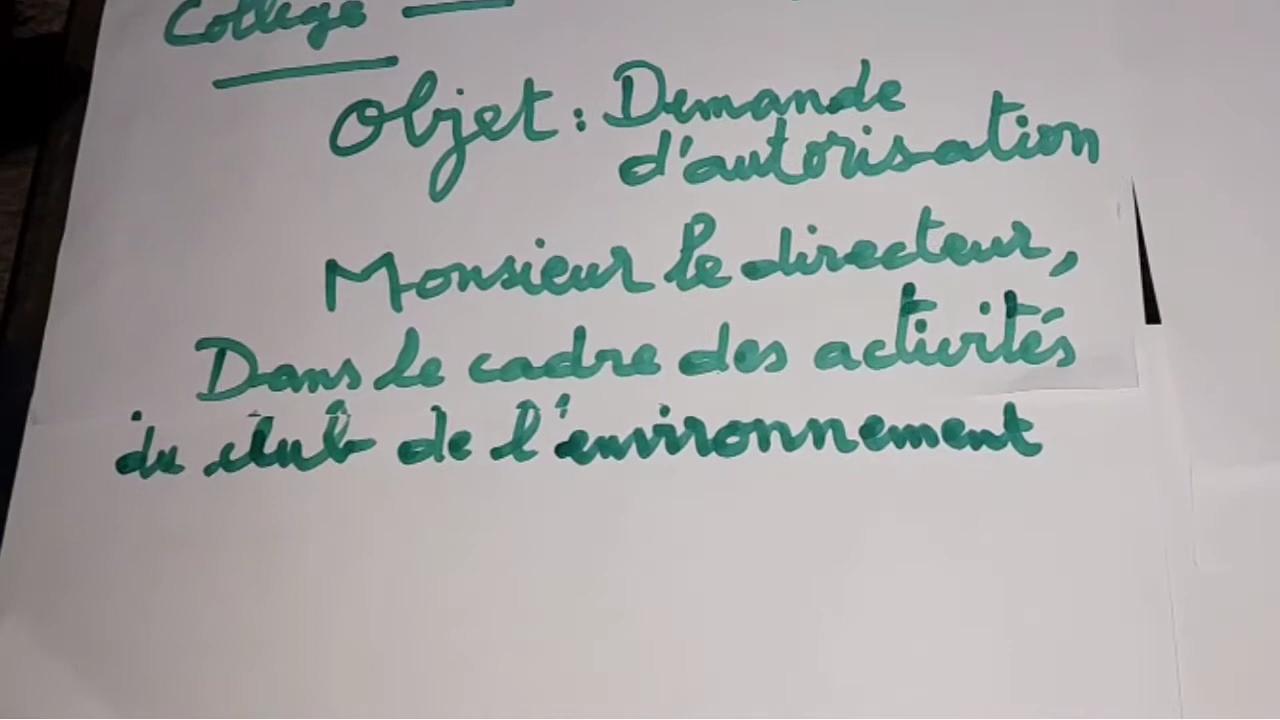 Collège
Objet : Demande
d'autorisation
Monsieur le directeur,
Dans le cadre des activités
du club de l'environnement